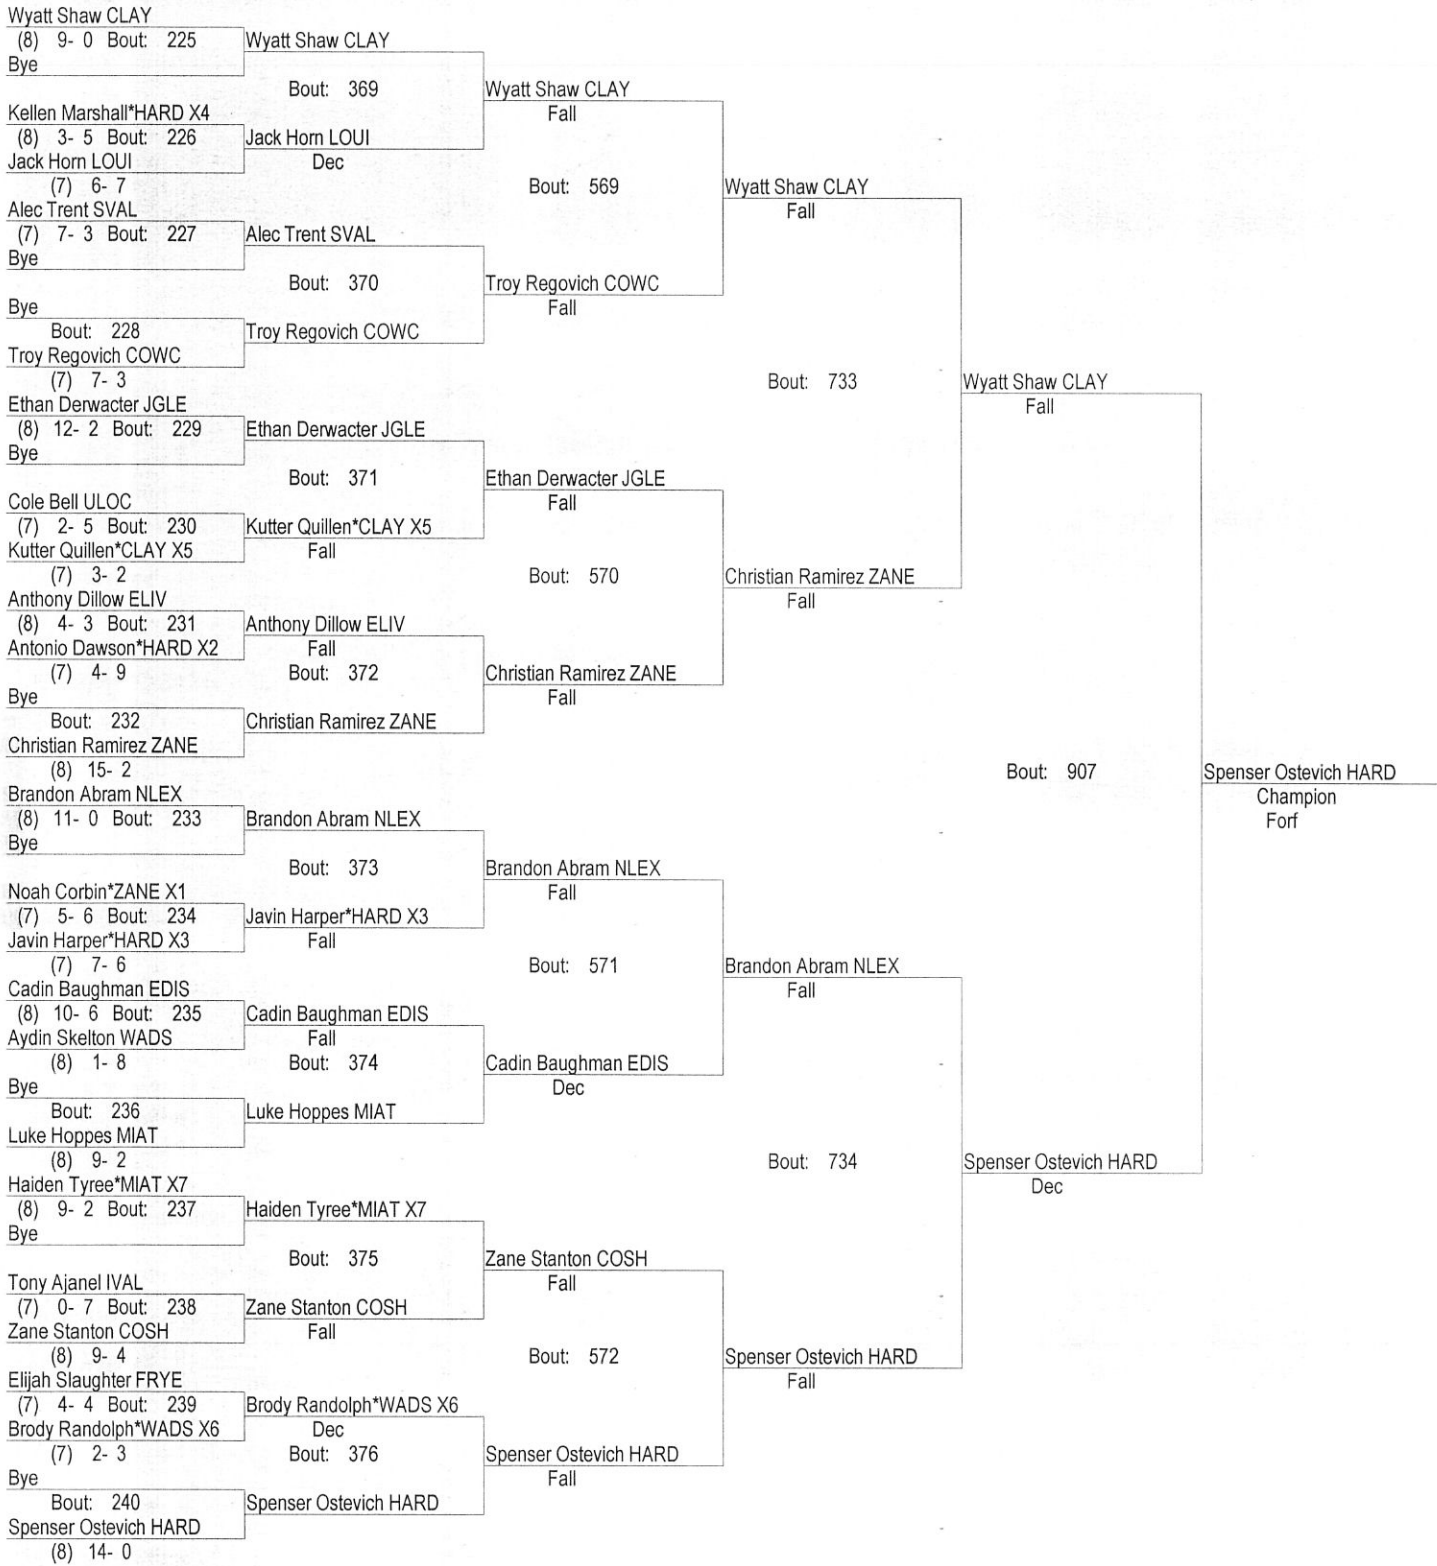 Wyatt Shaw CLAY
(8) 9- 0 Bout: 225
Bye
Kellen Marshall*HARD X4
(8) 3- 5 Bout: 226
Jack Horn LOUI
(7) 6- 7
Alec Trent SVAL
(7) 7- 3 Bout: 227
Bye
Bye
Bout: 228
Troy Regovich COWC
(7) 7- 3
Ethan Derwacter JGLE
(8) 12- 2 Bout: 229
Bye
Cole Bell ULOC
(7) 2- 5 Bout: 230
Kutter Quillen*CLAY X5
(7) 3- 2
Anthony Dillow ELIV
(8) 4- 3 Bout: 231
Antonio Dawson*HARD X2
(7) 4- 9
Bye
Bout: 232
Christian Ramirez ZANE
(8) 15- 2
Brandon Abram NLEX
(8) 11- 0 Bout: 233
Bye
Noah Corbin*ZANE X1
(7) 5- 6 Bout: 234
Javin Harper*HARD X3
(7) 7- 6
Cadin Baughman EDIS
(8) 10- 6 Bout: 235
Aydin Skelton WADS
(8) 1- 8
Bye
Bout: 236
Luke Hoppes MIAT
(8) 9- 2
Haiden Tyree*MIAT X7
(8) 9- 2 Bout: 237
Bye
Tony Ajanel IVAL
(7) 0- 7 Bout: 238
Zane Stanton COSH
(8) 9- 4
Elijah Slaughter FRYE
(7) 4- 4 Bout: 239
Brody Randolph*WADS X6
(7) 2- 3
Bye
Bout: 240
Spenser Ostevich HARD
(8) 14- 0
Wyatt Shaw CLAY
Bout: 369
Jack Horn LOUI
Dec
Alec Trent SVAL
Bout: 370
Troy Regovich COWC
Ethan Derwacter JGLE
Bout: 371
Kutter Quillen*CLAY X5
Fall
Anthony Dillow ELIV
Fall
Bout: 372
Christian Ramirez ZANE
Brandon Abram NLEX
Bout: 373
Javin Harper*HARD X3
Fall
Cadin Baughman EDIS
Fall
Bout: 374
Luke Hoppes MIAT
Haiden Tyree*MIAT X7
Bout: 375
Zane Stanton COSH
Fall
Brody Randolph*WADS X6
Dec
Bout: 376
Spenser Ostevich HARD
Wyatt Shaw CLAY
Fall
Bout: 569
Troy Regovich COWC
Fall
Ethan Derwacter JGLE
Fall
Bout: 570
Christian Ramirez ZANE
Fall
Brandon Abram NLEX
Fall
Bout: 571
Cadin Baughman EDIS
Dec
Zane Stanton COSH
Fall
Bout: 572
Spenser Ostevich HARD
Fall
Wyatt Shaw CLAY
Fall
Bout: 733
Christian Ramirez ZANE
Fall
Brandon Abram NLEX
Fall
Bout: 734
Spenser Ostevich HARD
Fall
Wyatt Shaw CLAY
Fall
Bout: 907
Spenser Ostevich HARD
Dec
Spenser Ostevich HARD
Champion
Forf